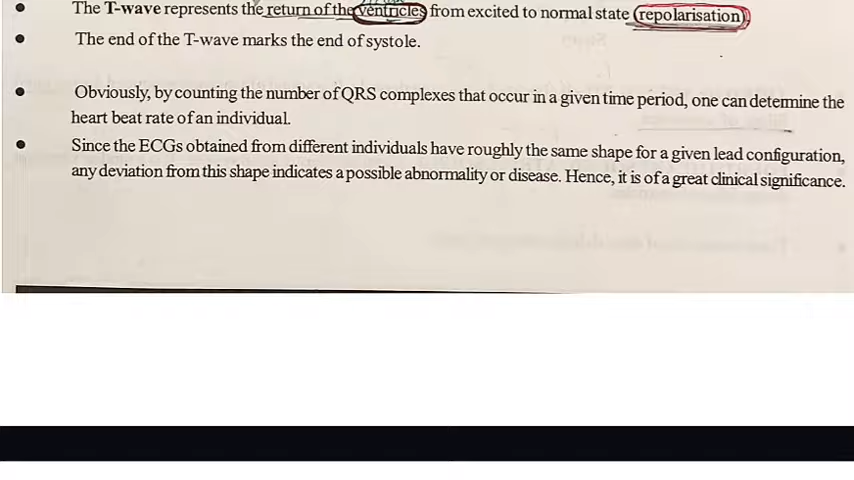 • The T-wave represents the return of the ventricles from excited to normal state (repolarisation)
• The end of the T-wave marks the end of systole.
• Obviously, by counting the number of QRS complexes that occur in a given time period, one can determine the
heart beat rate of an individual.
• Since the ECGs obtained from different individuals have roughly the same shape for a given lead configuration,
any deviation from this shape indicates a possible abnormality or disease. Hence, it is of a great clinical significance.